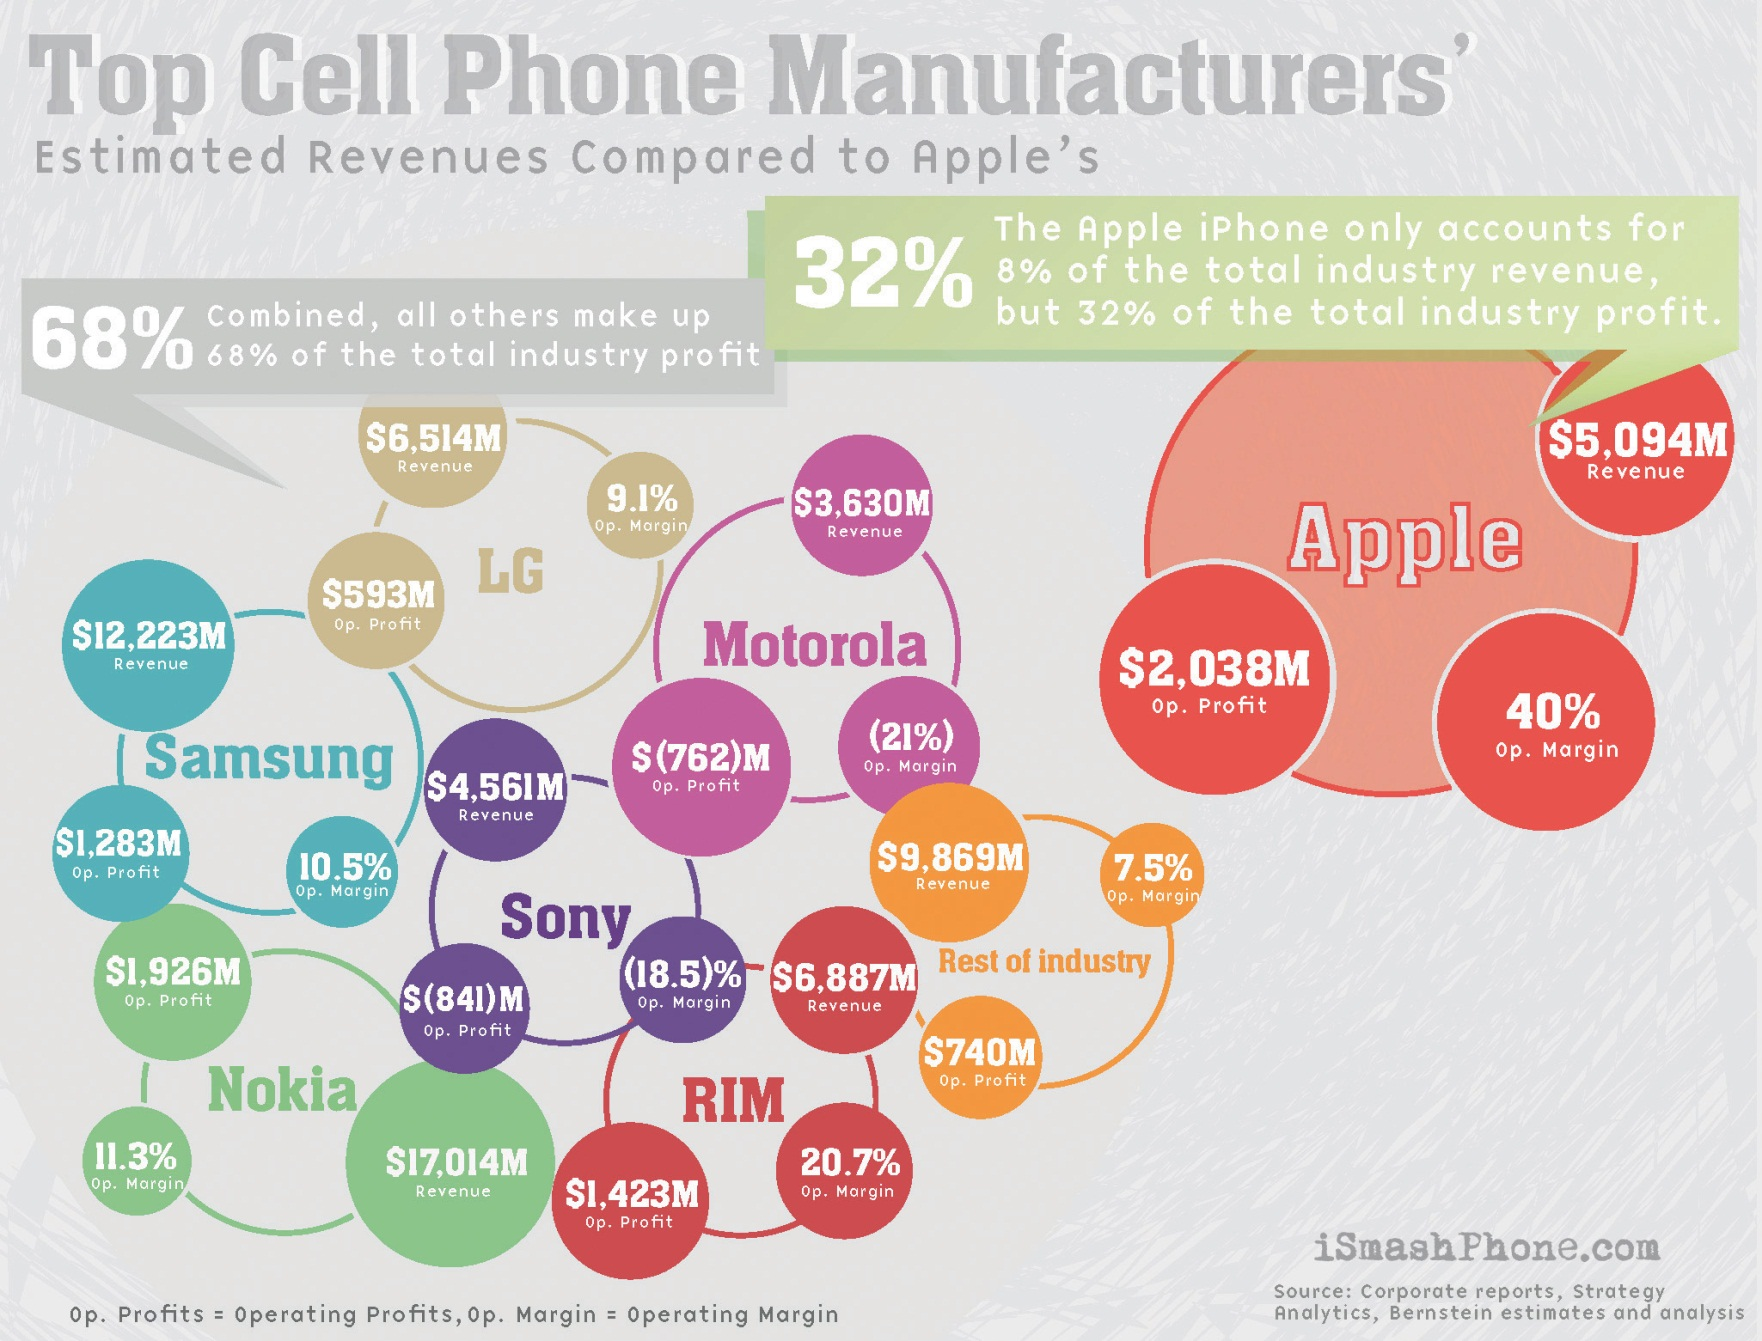 Top Cell Phone Manufacturers’
Estimated Revenues Compared to Apple’s
32%
The Apple iPhone only accounts for
8% of the total industry revenue,
but 32% of the total industry profit.
68%
Combined, all others make up
68% of the total industry profit
$6,514M
Revenue
9.1%
Op. Margin
LG
$593M
Op. Profit
$3,630M
Revenue
Motorola
$(762)M
Op. Profit
(21%)
Op. Margin
$5,094M
Revenue
Apple
$2,038M
Op. Profit
40%
Op. Margin
$12,223M
Revenue
Samsung
$1,283M
Op. Profit
10.5%
Op. Margin
$4,561M
Revenue
Sony
$(841)M
Op. Profit
(18.5)%
Op. Margin
$9,869M
Revenue
7.5%
Op. Margin
Rest of industry
$740M
Op. Profit
$1,926M
Op. Profit
Nokia
11.3%
Op. Margin
$17,014M
Revenue
$6,887M
Revenue
RIM
$1,423M
Op. Profit
20.7%
Op. Margin
iSmashPhone.com
Source: Corporate reports, Strategy
Analytics, Bernstein estimates and analysis
Op. Profits = Operating Profits, Op. Margin = Operating Margin